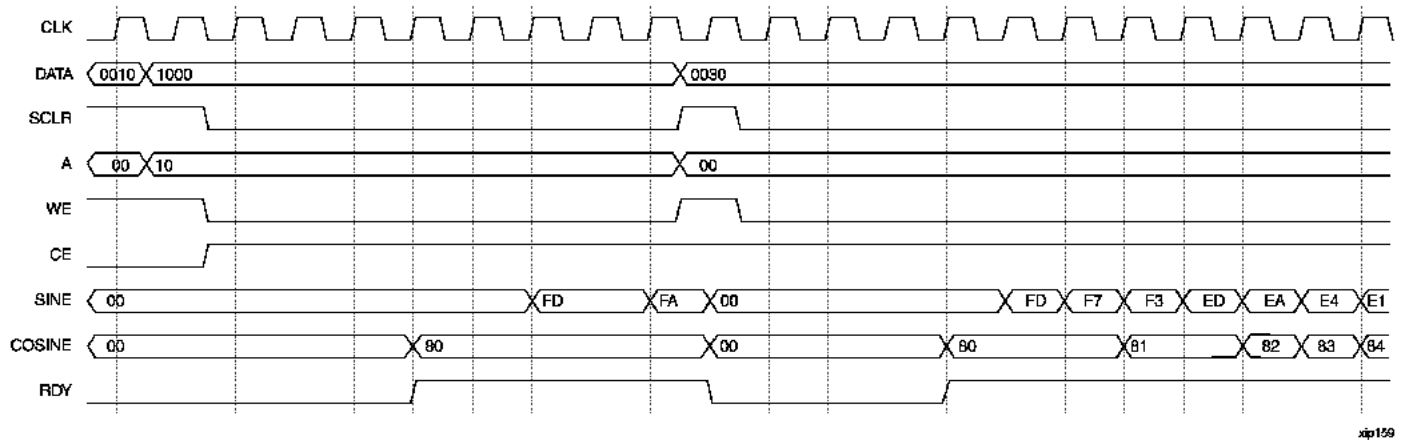 CLK
DATA 0010 1000 0030
SCLR
A 00 10 00
WE
CE
SINE 00 FD FA 00 FD F7 F3 ED EA E4 E1
COSINE 00 80 00 80 81 82 83 84
RDY
xip159